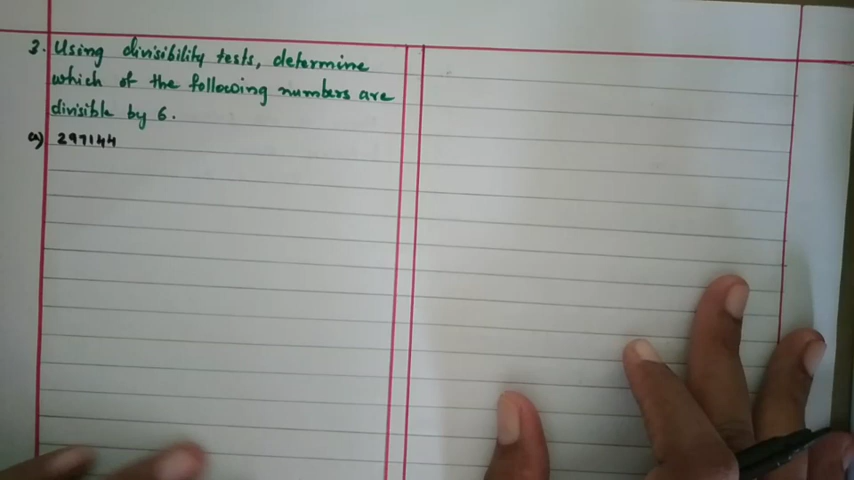 3. Using divisibility tests, determine
which of the following numbers are
divisible by 6.
a) 297144